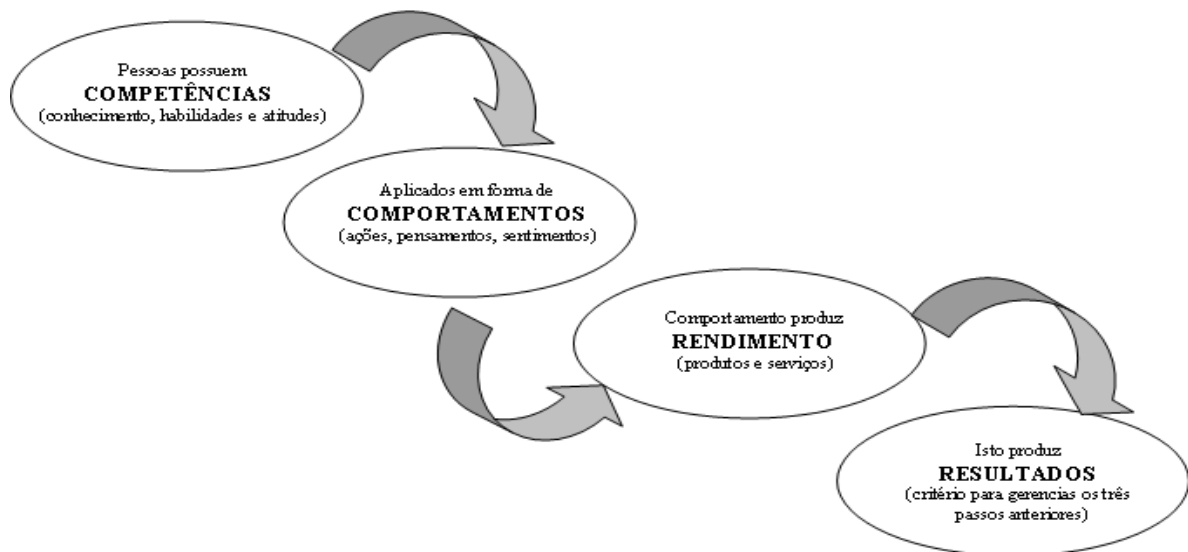 Pessoas possuem
COMPETÊNCIAS
(conhecimento, habilidades e atitudes)
Aplicados em forma de
COMPORTAMENTOS
(ações, pensamentos, sentimentos)
Comportamento produz
RENDIMENTO
(produtos e serviços)
Isto produz
RESULTADOS
(critério para gerencias os três
passos anteriores)